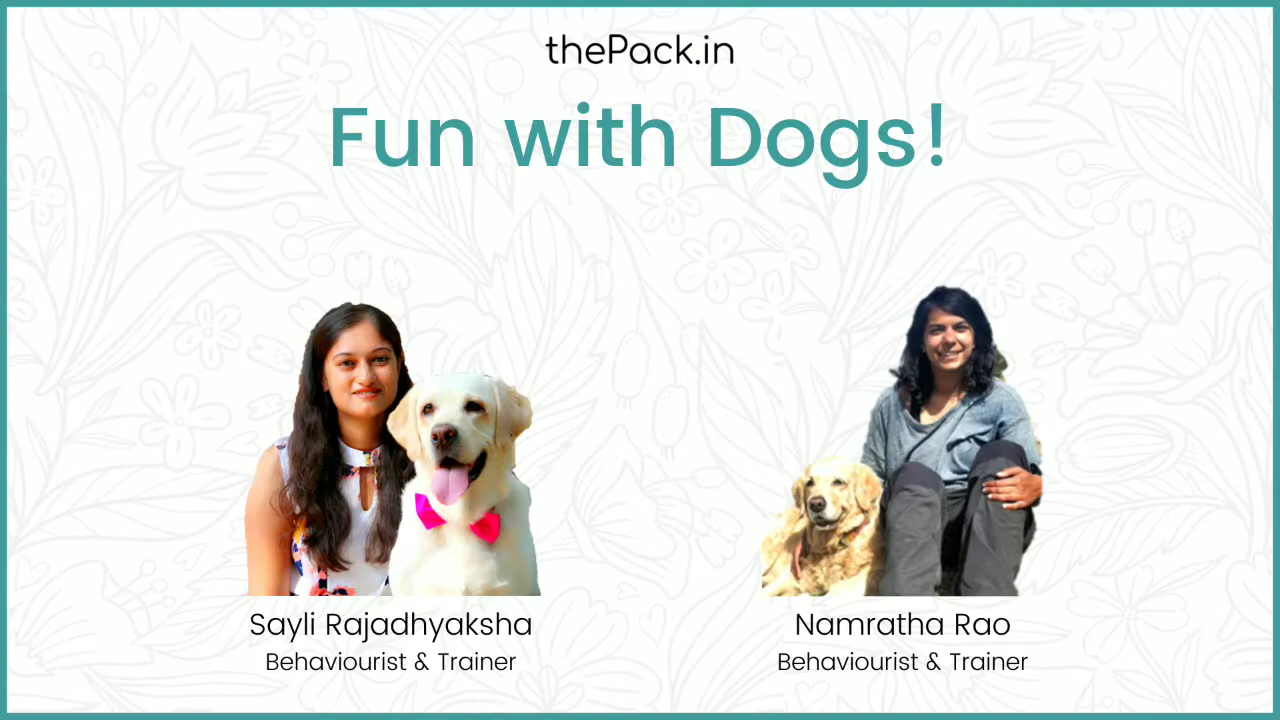 thePack.in
Fun with Dogs!
Sayli Rajadhyaksha
Behaviourist & Trainer
Namratha Rao
Behaviourist & Trainer